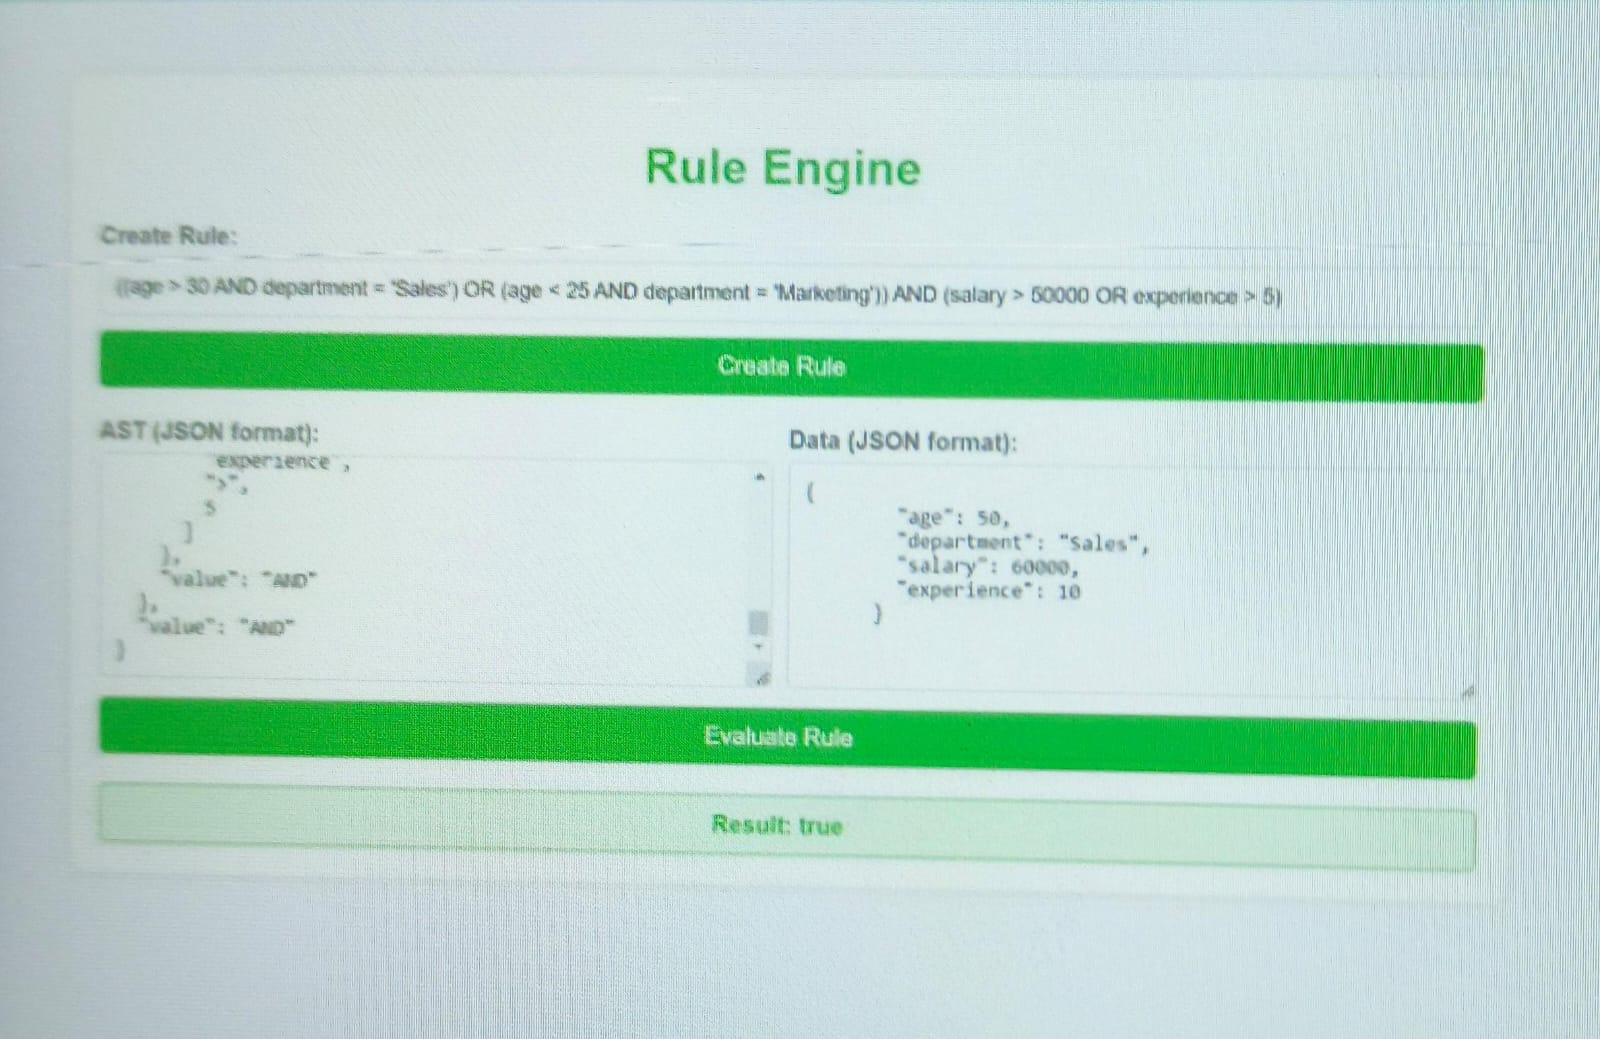 Rule Engine
Create Rule:
((age > 30 AND department = 'Sales') OR (age < 25 AND department = 'Marketing')) AND (salary > 50000 OR experience > 5)
Create Rule
AST (JSON format):
experience ,
">",
5
]
},
"value": "AND"
},
"value": "AND"
}
Data (JSON format):
{
"age": 50,
"department": "Sales",
"salary": 60000,
"experience": 10
}
Evaluate Rule
Result: true